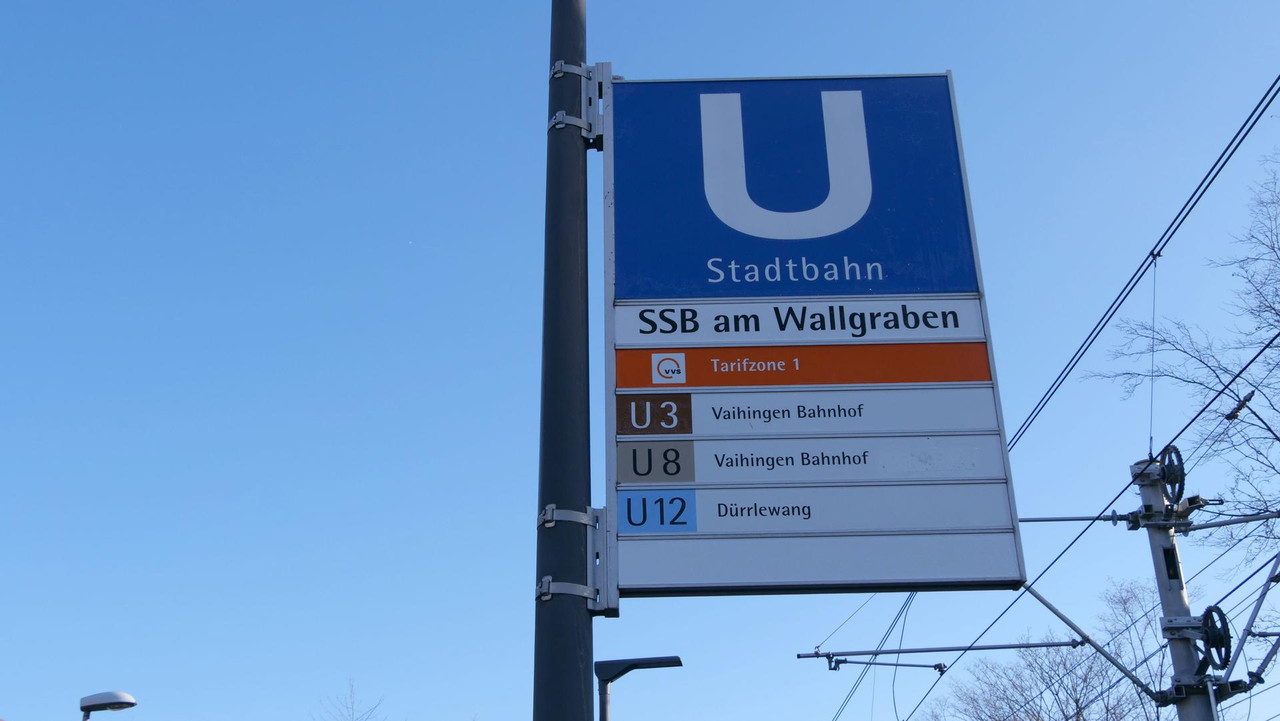 U
Stadtbahn
SSB am Wallgraben
VVS Tarifzone 1
U3 Vaihingen Bahnhof
U8 Vaihingen Bahnhof
U12 Dürrlewang